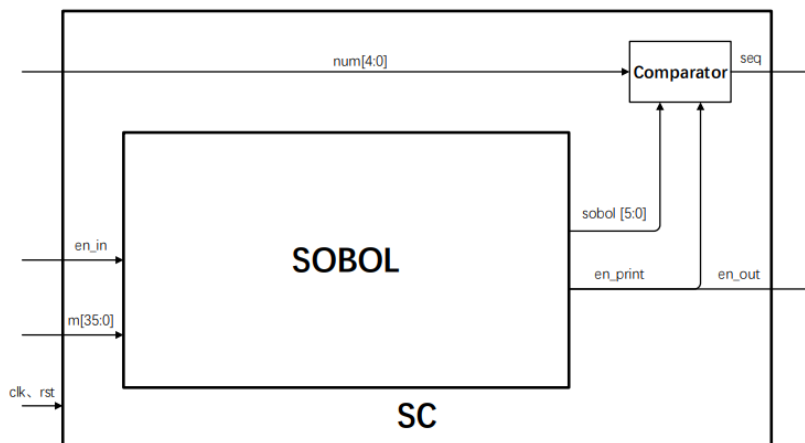 num[4:0]
Comparator
seq
sobol [5:0]
en_in
SOBOL
en_print
en_out
m[35:0]
clk、rst
SC